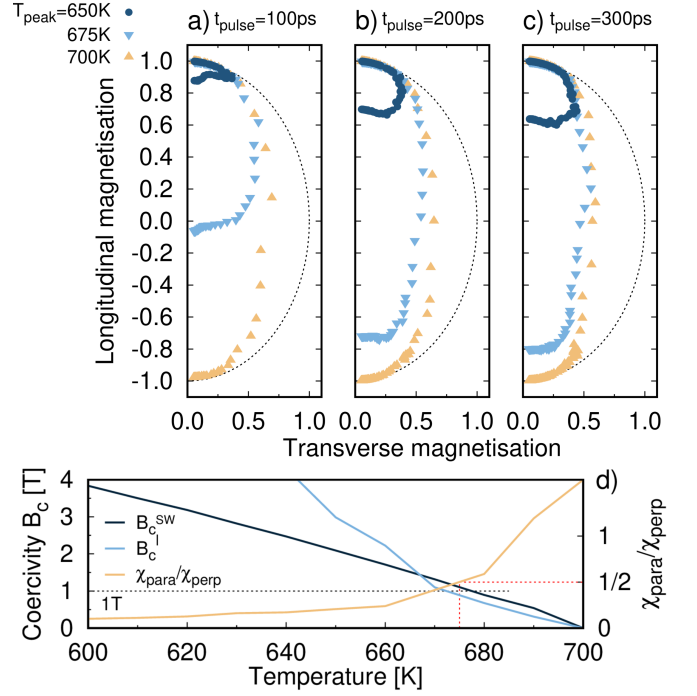 T_peak=650K
675K
700K
a) t_pulse=100ps
b) t_pulse=200ps
c) t_pulse=300ps
Longitudinal magnetisation
1.0
0.8
0.6
0.4
0.2
0.0
-0.2
-0.4
-0.6
-0.8
-1.0
0.0 0.5 1.0
0.0 0.5 1.0
0.0 0.5 1.0
Transverse magnetisation
d)
Coercivity B_c [T]
4
3
2
1
0
B_c^SW
B_c^I
χ_para/χ_perp
1T
1
1/2
0
χ_para/χ_perp
600 620 640 660 680 700
Temperature [K]